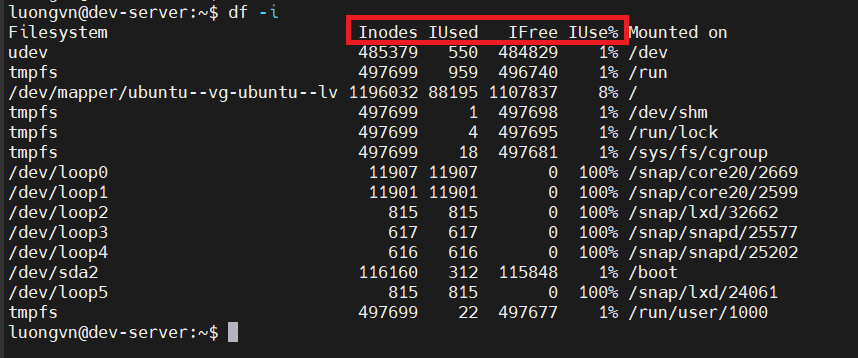 luongvn@dev-server:~$ df -i
Filesystem Inodes IUsed IFree IUse% Mounted on
udev 485379 550 484829 1% /dev
tmpfs 497699 959 496740 1% /run
/dev/mapper/ubuntu--vg-ubuntu--lv 1196032 88195 1107837 8% /
tmpfs 497699 1 497698 1% /dev/shm
tmpfs 497699 4 497695 1% /run/lock
tmpfs 497699 18 497681 1% /sys/fs/cgroup
/dev/loop0 11907 11907 0 100% /snap/core20/2669
/dev/loop1 11901 11901 0 100% /snap/core20/2599
/dev/loop2 815 815 0 100% /snap/lxd/32662
/dev/loop3 617 617 0 100% /snap/snapd/25577
/dev/loop4 616 616 0 100% /snap/snapd/25202
/dev/sda2 116160 312 115848 1% /boot
/dev/loop5 815 815 0 100% /snap/lxd/24061
tmpfs 497699 22 497677 1% /run/user/1000
luongvn@dev-server:~$